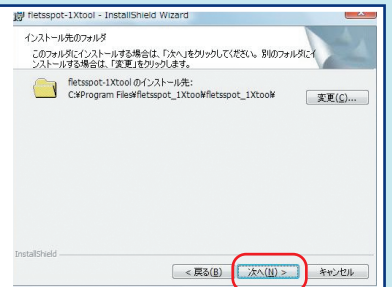 fletsspot-1Xtool - InstallShield Wizard
インストール先のフォルダ
このフォルダにインストールする場合は、「次へ」をクリックしてください。別のフォルダにイ
ンストールする場合は、「変更」をクリックします。
fletsspot-1Xtool のインストール先:
C:¥Program Files¥fletsspot_1Xtoo¥fletsspot_1Xtool¥
変更(C)...
InstallShield
< 戻る(B)
次へ(N) >
キャンセル